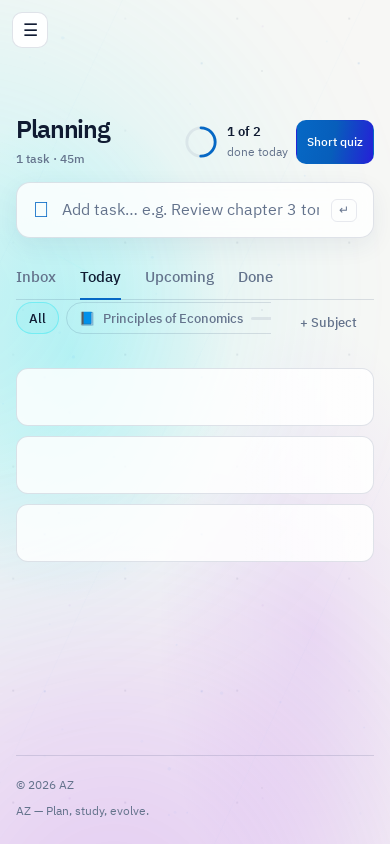 ☰
Planning
1 task · 45m
1 of 2
done today
Short quiz
Add task… e.g. Review chapter 3 tor
↵
Inbox
Today
Upcoming
Done
All
📘 Principles of Economics
+ Subject
© 2026 AZ
AZ — Plan, study, evolve.